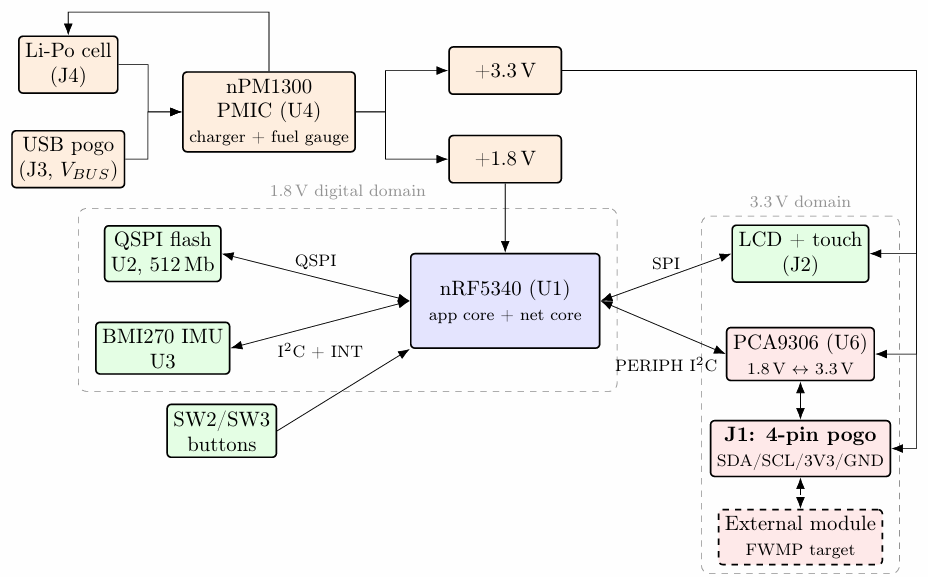 Li-Po cell
(J4)
nPM1300
PMIC (U4)
charger + fuel gauge
+3.3 V
USB pogo
(J3, V_BUS)
+1.8 V
1.8 V digital domain
3.3 V domain
QSPI flash
U2, 512 Mb
QSPI
nRF5340 (U1)
app core + net core
SPI
LCD + touch
(J2)
BMI270 IMU
U3
I²C + INT
PERIPH I²C
PCA9306 (U6)
1.8 V ↔ 3.3 V
SW2/SW3
buttons
J1: 4-pin pogo
SDA/SCL/3V3/GND
External module
FWMP target